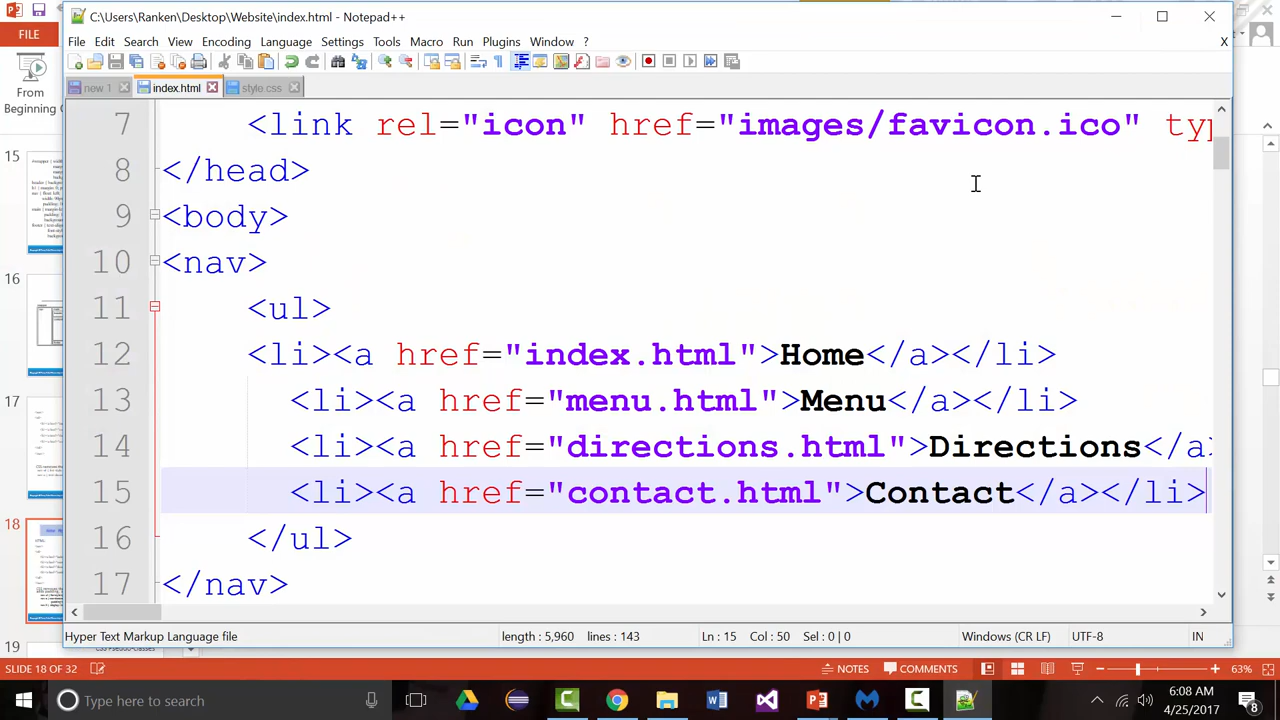 C:\Users\Ranken\Desktop\Website\index.html - Notepad++
FILE
File Edit Search View Encoding Language Settings Tools Macro Run Plugins Window ? X
From
Beginning
new 1 index.html style.css
7 <link rel="icon" href="images/favicon.ico" typ
8 </head>
9 <body>
10 <nav>
11 <ul>
12 <li><a href="index.html">Home</a></li>
13 <li><a href="menu.html">Menu</a></li>
14 <li><a href="directions.html">Directions</a>
15 <li><a href="contact.html">Contact</a></li>
16 </ul>
17 </nav>
15
16
17
18
19
Hyper Text Markup Language file length : 5,960 lines : 143 Ln : 15 Col : 50 Sel : 0 | 0 Windows (CR LF) UTF-8 IN
SLIDE 18 OF 32 NOTES COMMENTS 63%
Type here to search 6:08 AM
4/25/2017 8